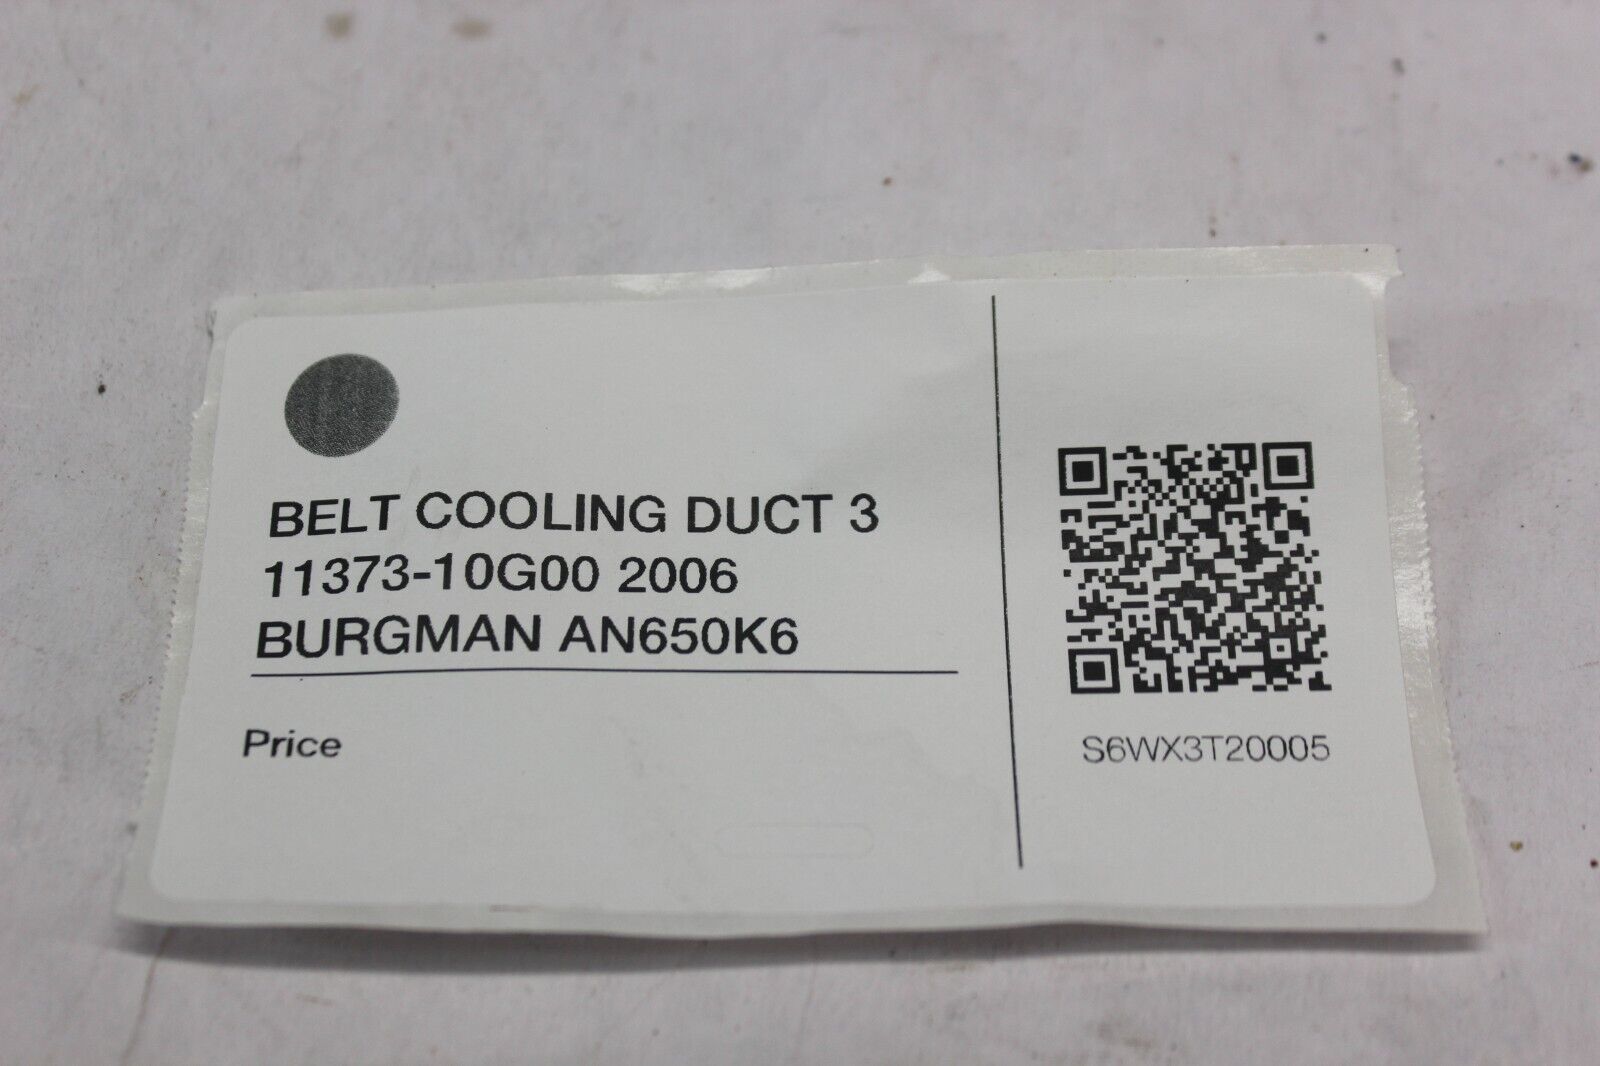 BELT COOLING DUCT 3
11373-10G00 2006
BURGMAN AN650K6
Price
S6WX3T20005